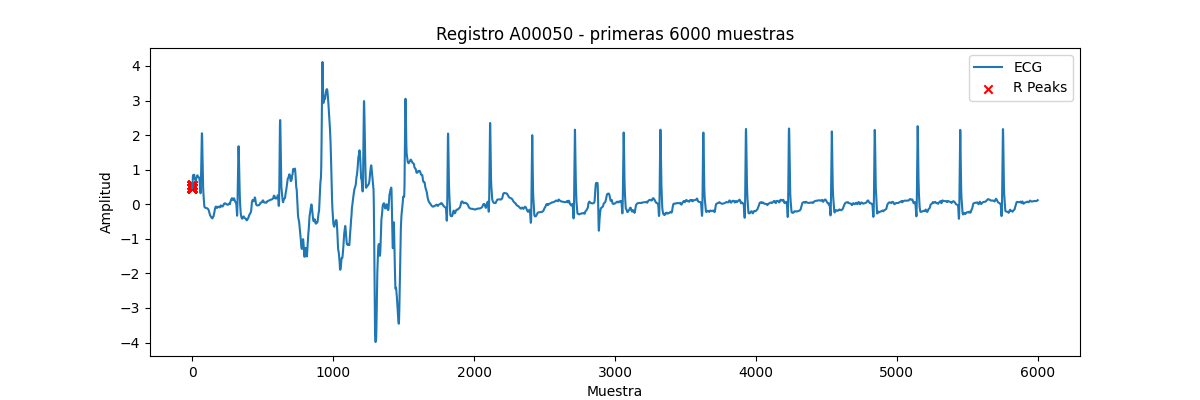 Registro A00050 - primeras 6000 muestras
ECG
R Peaks
Amplitud
4
3
2
1
0
−1
−2
−3
−4
0 1000 2000 3000 4000 5000 6000
Muestra